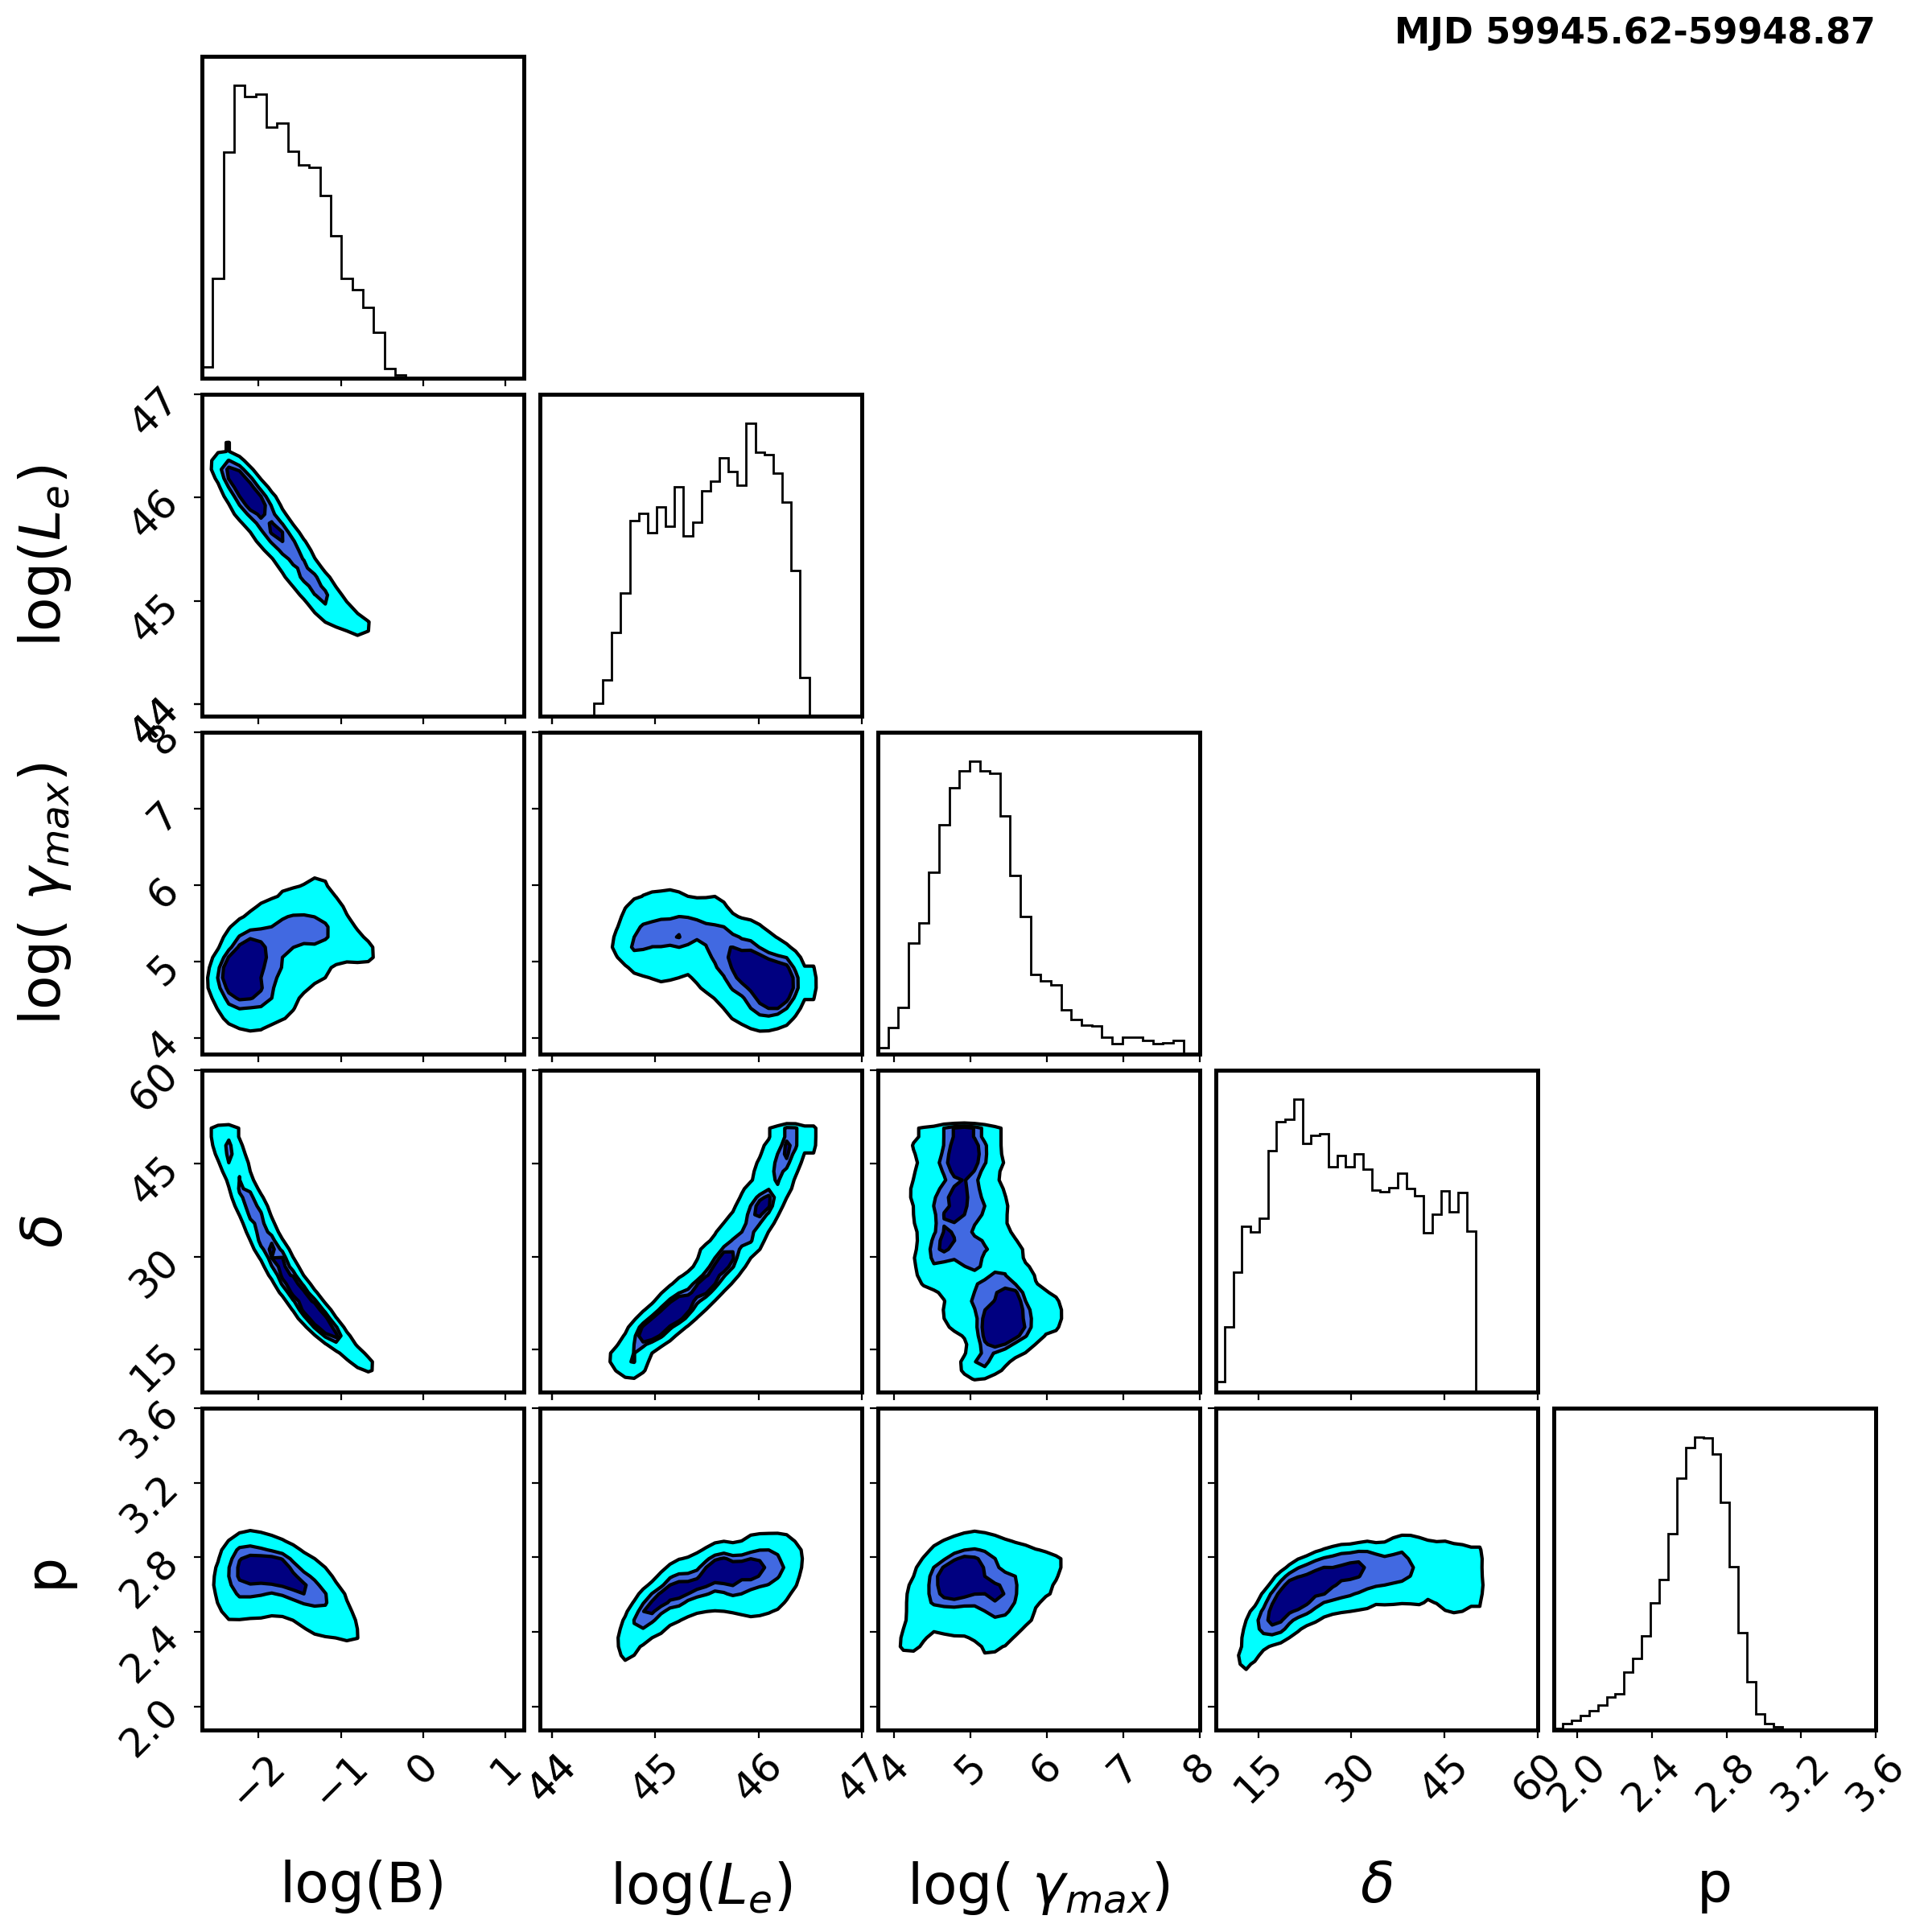 MJD 59945.62-59948.87
log(L_e)
47
46
45
44
log( γ_max)
8
7
6
5
4
δ
60
45
30
15
p
3.6
3.2
2.8
2.4
2.0
−2 −1 0 1
44 45 46 47
4 5 6 7 8
15 30 45 60
2.0 2.4 2.8 3.2 3.6
log(B) log(L_e) log( γ_max) δ p